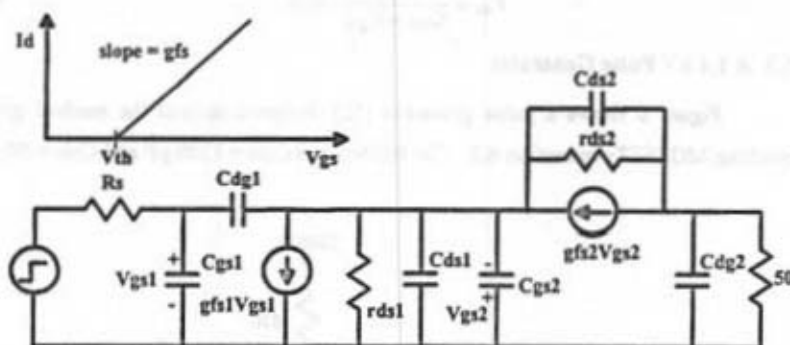 Id
slope = gfs
Vth
Vgs
Cds2
rds2
Rs
Cdg1
gfs2Vgs2
+
Vgs1
-
Cgs1
gfs1Vgs1
rds1
Cds1
-
Cgs2
+
Vgs2
Cdg2
50